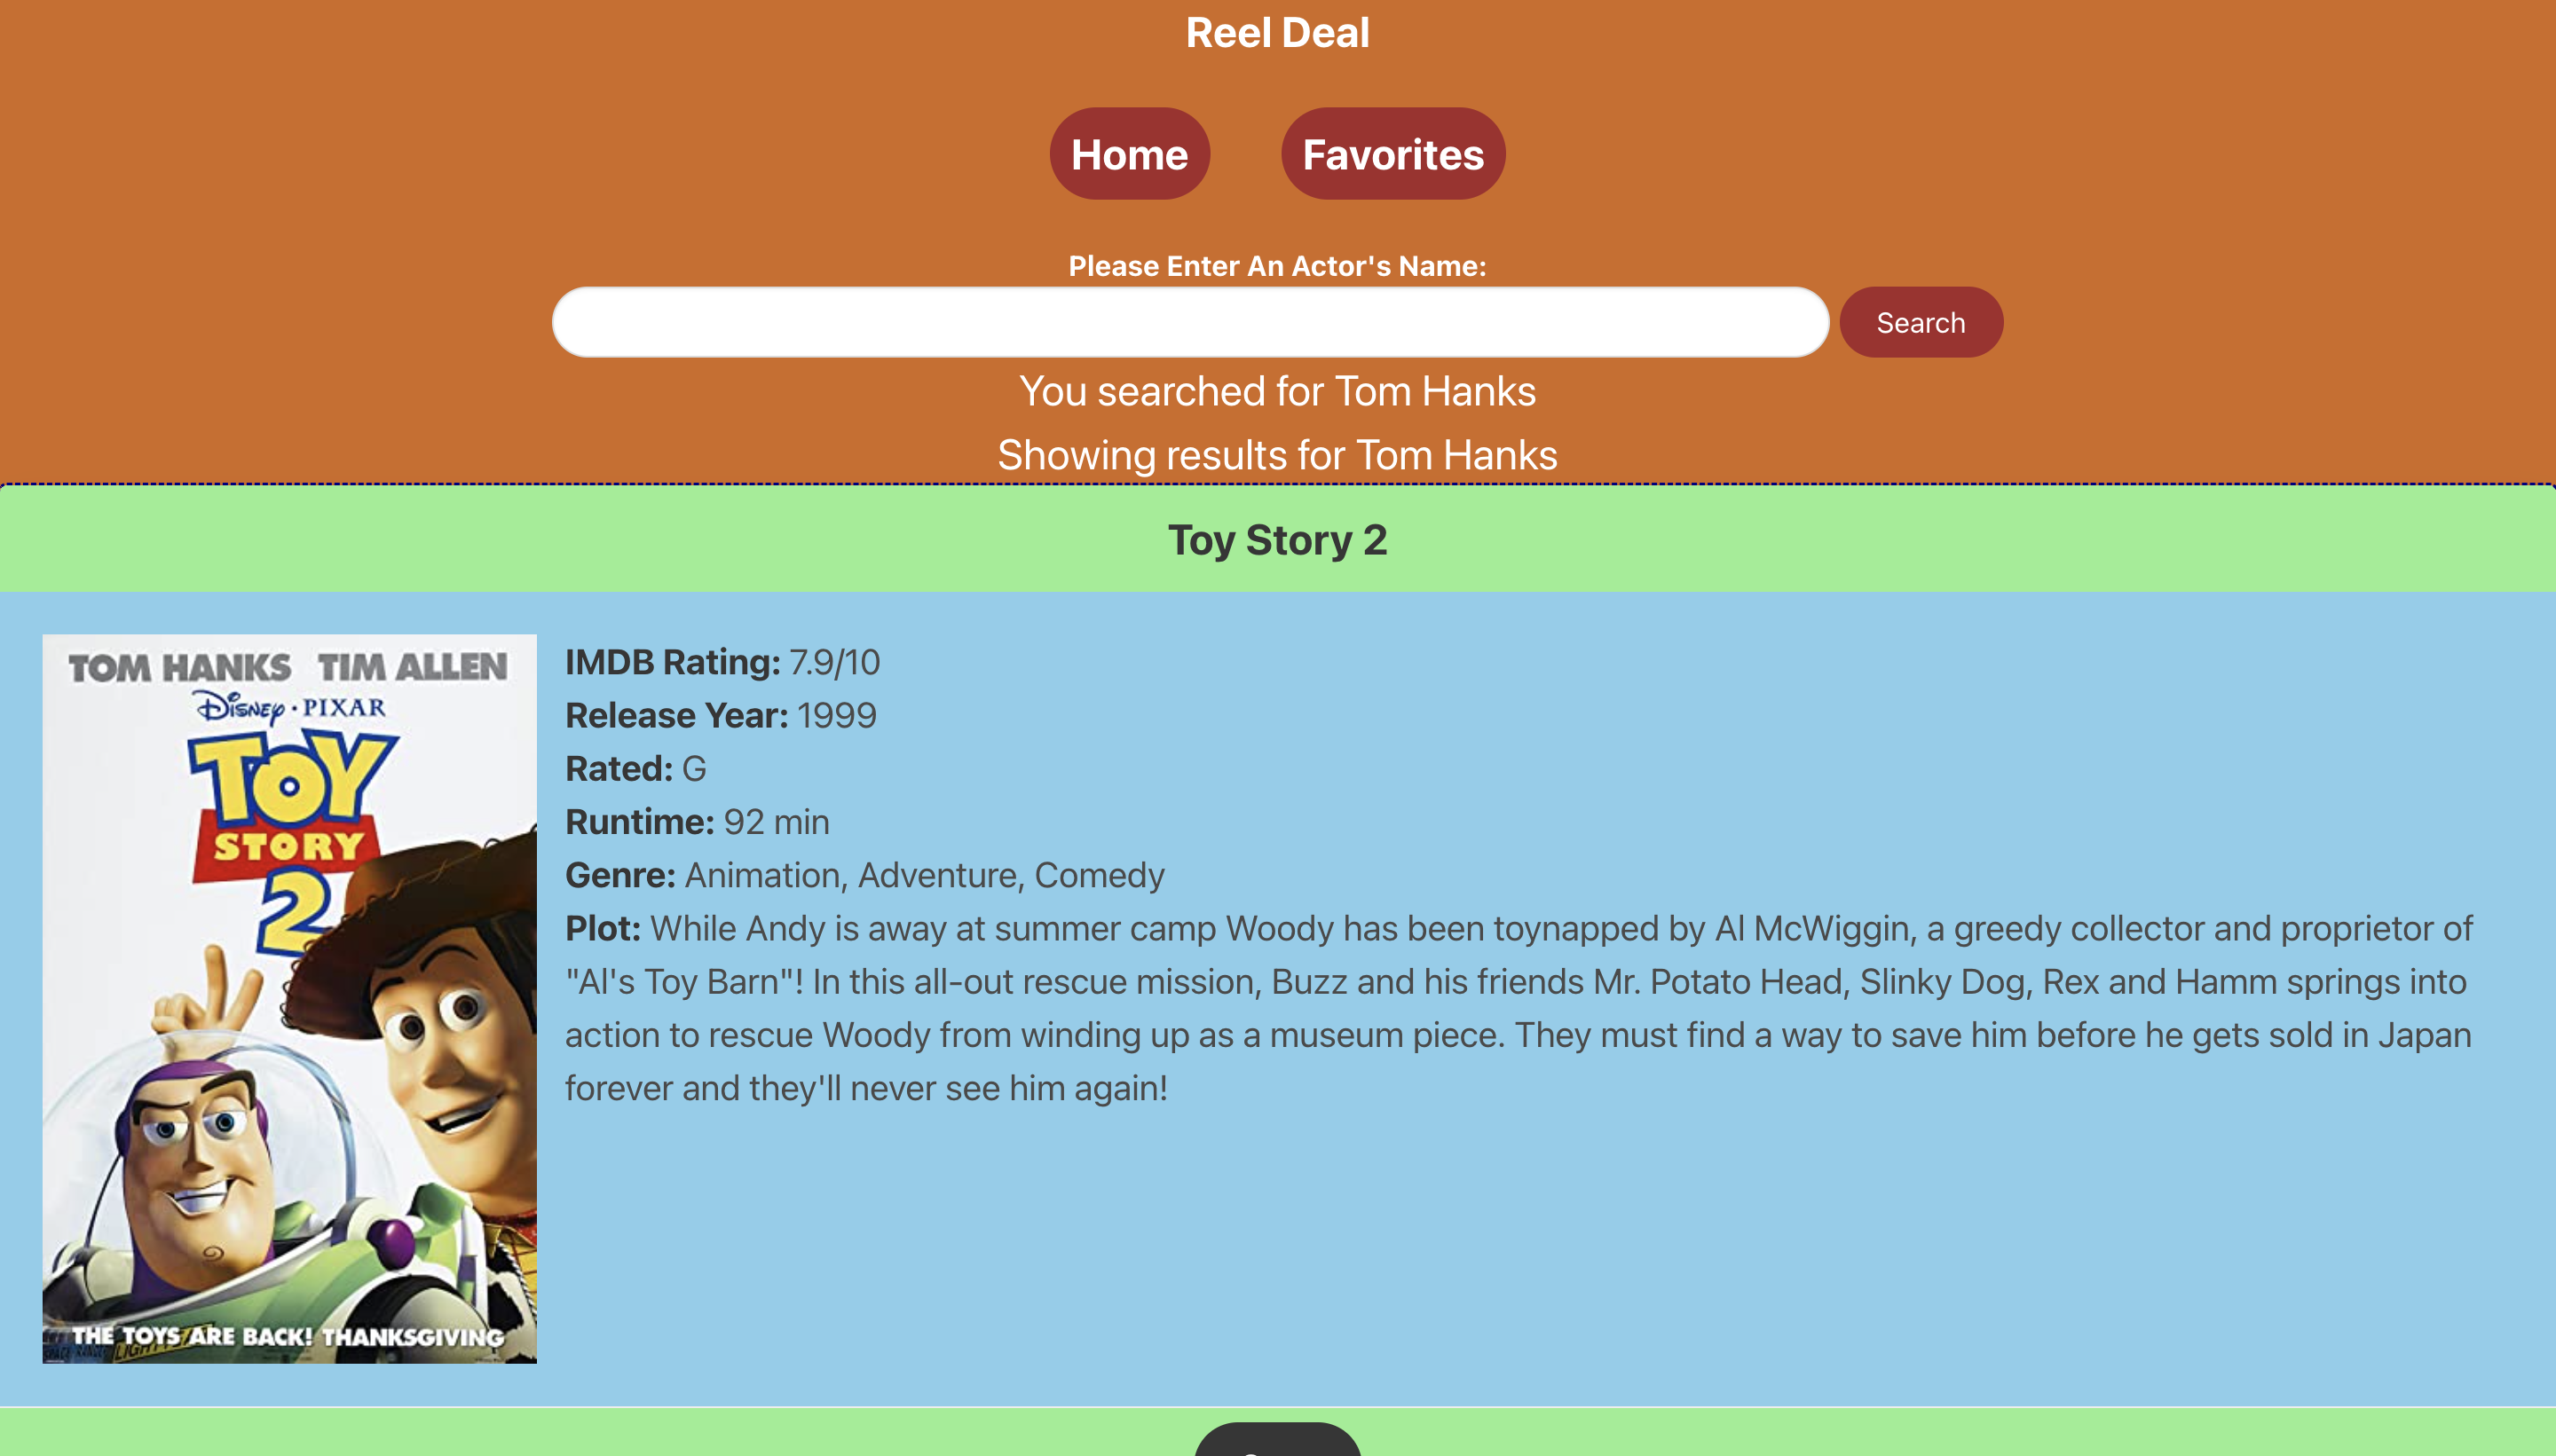 Reel Deal
Home Favorites
Please Enter An Actor's Name:
Search
You searched for Tom Hanks
Showing results for Tom Hanks
Toy Story 2
TOM HANKS TIM ALLEN
Disney · PIXAR
TOY
STORY
2
THE TOYS ARE BACK! THANKSGIVING
SPACE RANGER LIGHTY
IMDB Rating: 7.9/10
Release Year: 1999
Rated: G
Runtime: 92 min
Genre: Animation, Adventure, Comedy
Plot: While Andy is away at summer camp Woody has been toynapped by Al McWiggin, a greedy collector and proprietor of
"Al's Toy Barn"! In this all-out rescue mission, Buzz and his friends Mr. Potato Head, Slinky Dog, Rex and Hamm springs into
action to rescue Woody from winding up as a museum piece. They must find a way to save him before he gets sold in Japan
forever and they'll never see him again!